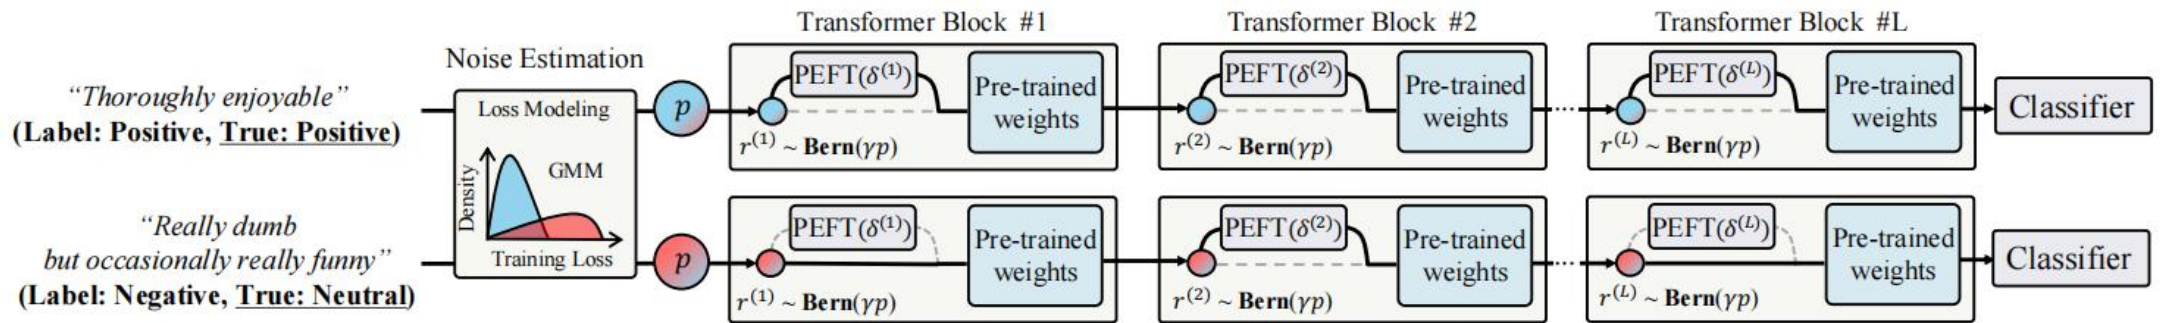 Transformer Block #1
Transformer Block #2
Transformer Block #L
Noise Estimation
“Thoroughly enjoyable”
(Label: Positive, True: Positive)
Loss Modeling
GMM
Density
Training Loss
p
PEFT(δ⁽¹⁾)
Pre-trained
weights
r⁽¹⁾ ~ Bern(γp)
PEFT(δ⁽²⁾)
Pre-trained
weights
r⁽²⁾ ~ Bern(γp)
PEFT(δ⁽ᴸ⁾)
Pre-trained
weights
r⁽ᴸ⁾ ~ Bern(γp)
Classifier
“Really dumb
but occasionally really funny”
(Label: Negative, True: Neutral)
p
PEFT(δ⁽¹⁾)
Pre-trained
weights
r⁽¹⁾ ~ Bern(γp)
PEFT(δ⁽²⁾)
Pre-trained
weights
r⁽²⁾ ~ Bern(γp)
PEFT(δ⁽ᴸ⁾)
Pre-trained
weights
r⁽ᴸ⁾ ~ Bern(γp)
Classifier